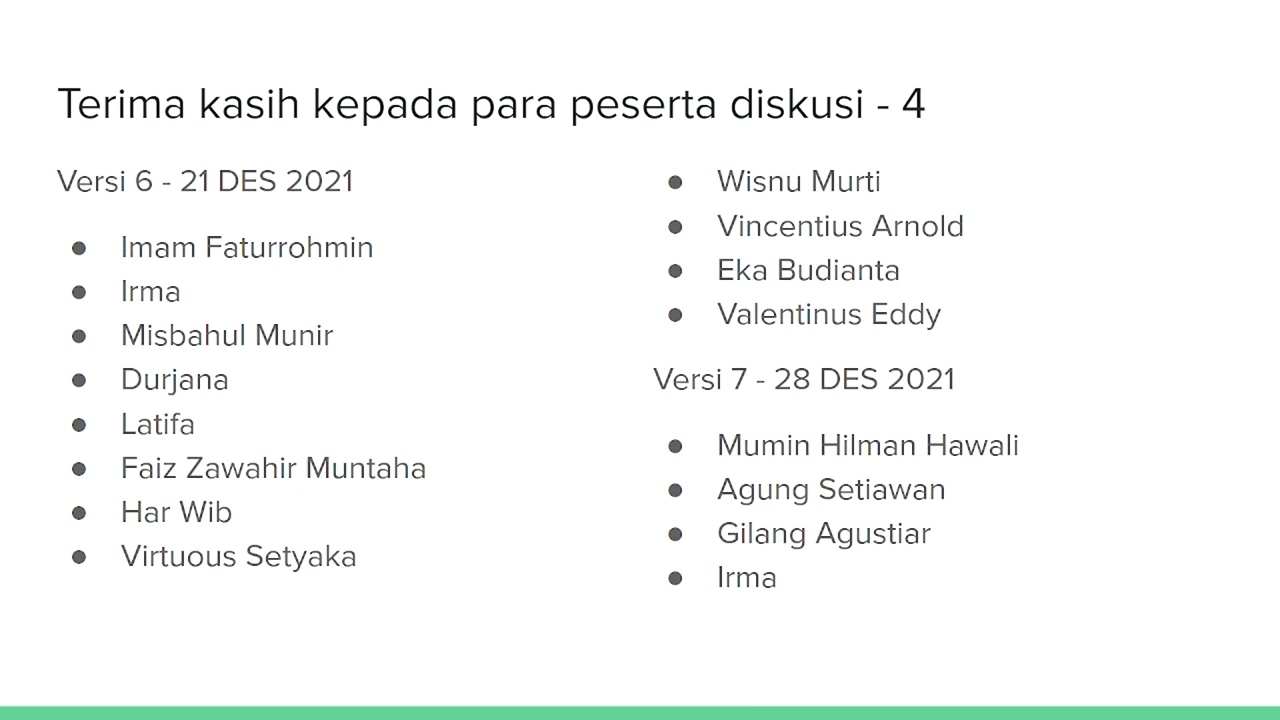 Terima kasih kepada para peserta diskusi - 4
Versi 6 - 21 DES 2021
● Imam Faturrohmin
● Irma
● Misbahul Munir
● Durjana
● Latifa
● Faiz Zawahir Muntaha
● Har Wib
● Virtuous Setyaka
● Wisnu Murti
● Vincentius Arnold
● Eka Budianta
● Valentinus Eddy
Versi 7 - 28 DES 2021
● Mumin Hilman Hawali
● Agung Setiawan
● Gilang Agustiar
● Irma